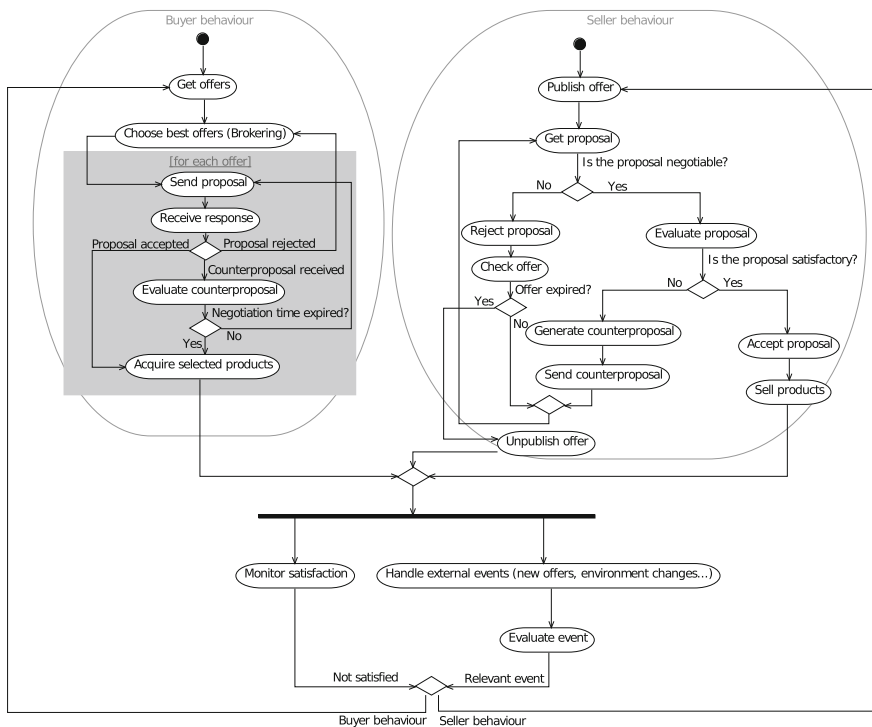 Buyer behaviour
Seller behaviour
Get offers
Publish offer
Choose best offers (Brokering)
Get proposal
[for each offer]
Is the proposal negotiable?
Send proposal
No
Yes
Receive response
Reject proposal
Evaluate proposal
Proposal accepted
Proposal rejected
Is the proposal satisfactory?
Counterproposal received
Check offer
No
Yes
Evaluate counterproposal
Offer expired?
Yes
Negotiation time expired?
No
Generate counterproposal
No
Yes
Accept proposal
Acquire selected products
Send counterproposal
Sell products
Unpublish offer
Monitor satisfaction
Handle external events (new offers, environment changes...)
Evaluate event
Not satisfied
Relevant event
Buyer behaviour
Seller behaviour